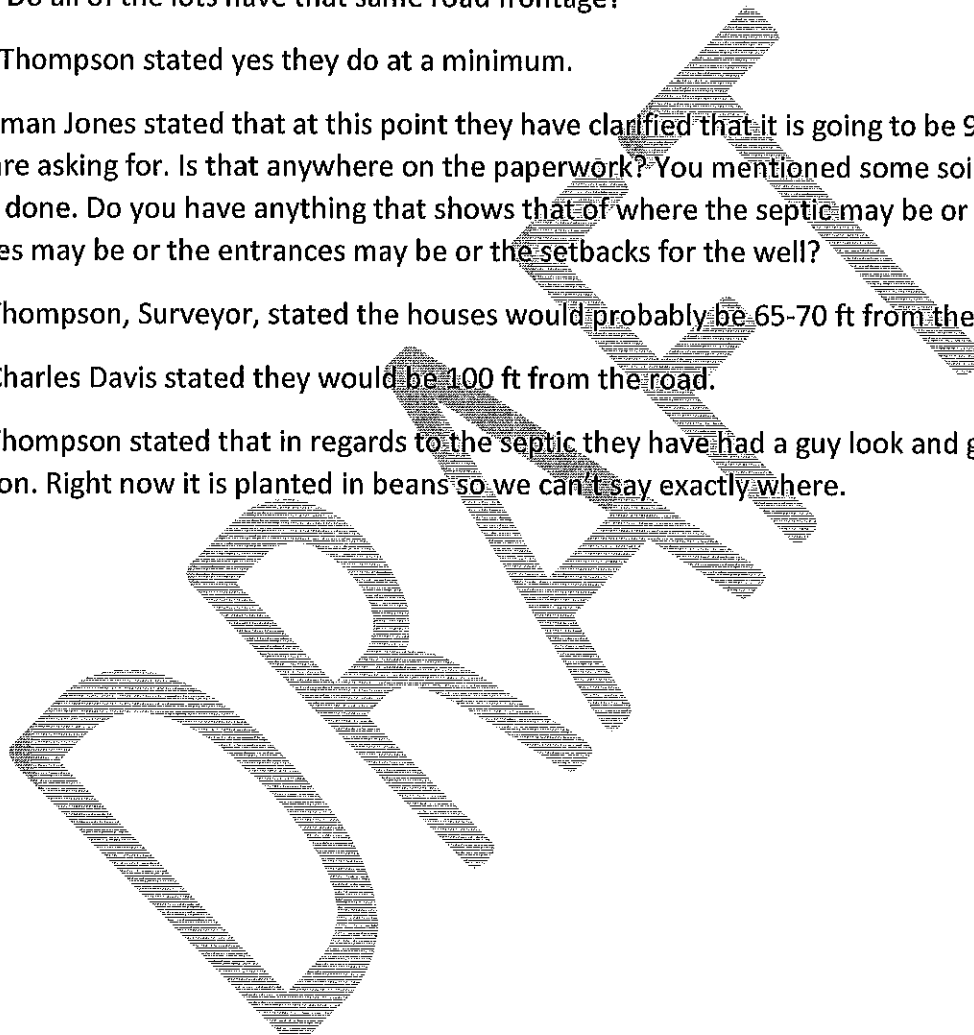 Do all of the lots have that same road frontage?
Thompson stated yes they do at a minimum.
man Jones stated that at this point they have clarified that it is going to be 9
re asking for. Is that anywhere on the paperwork? You mentioned some soi
done. Do you have anything that shows that of where the septic may be or
es may be or the entrances may be or the setbacks for the well?
Thompson, Surveyor, stated the houses would probably be 65-70 ft from the
Charles Davis stated they would be 100 ft from the road.
Thompson stated that in regards to the septic they have had a guy look and g
on. Right now it is planted in beans so we can't say exactly where.
DRAFT